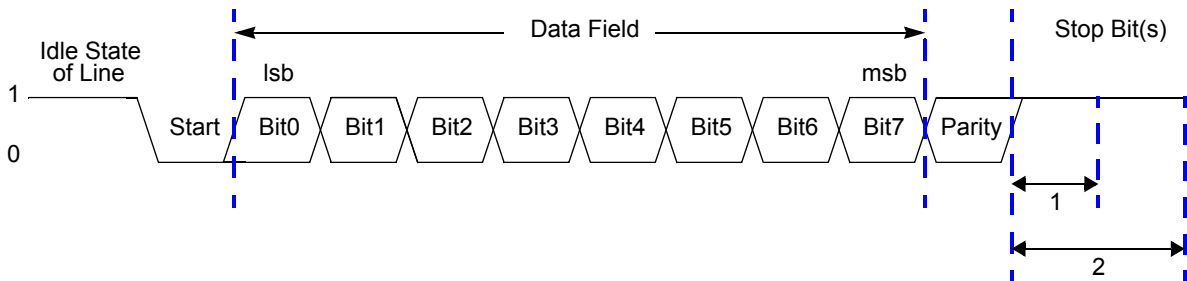 Data Field
Stop Bit(s)
Idle State
of Line
lsb
msb
1
Start
Bit0
Bit1
Bit2
Bit3
Bit4
Bit5
Bit6
Bit7
Parity
0
1
2